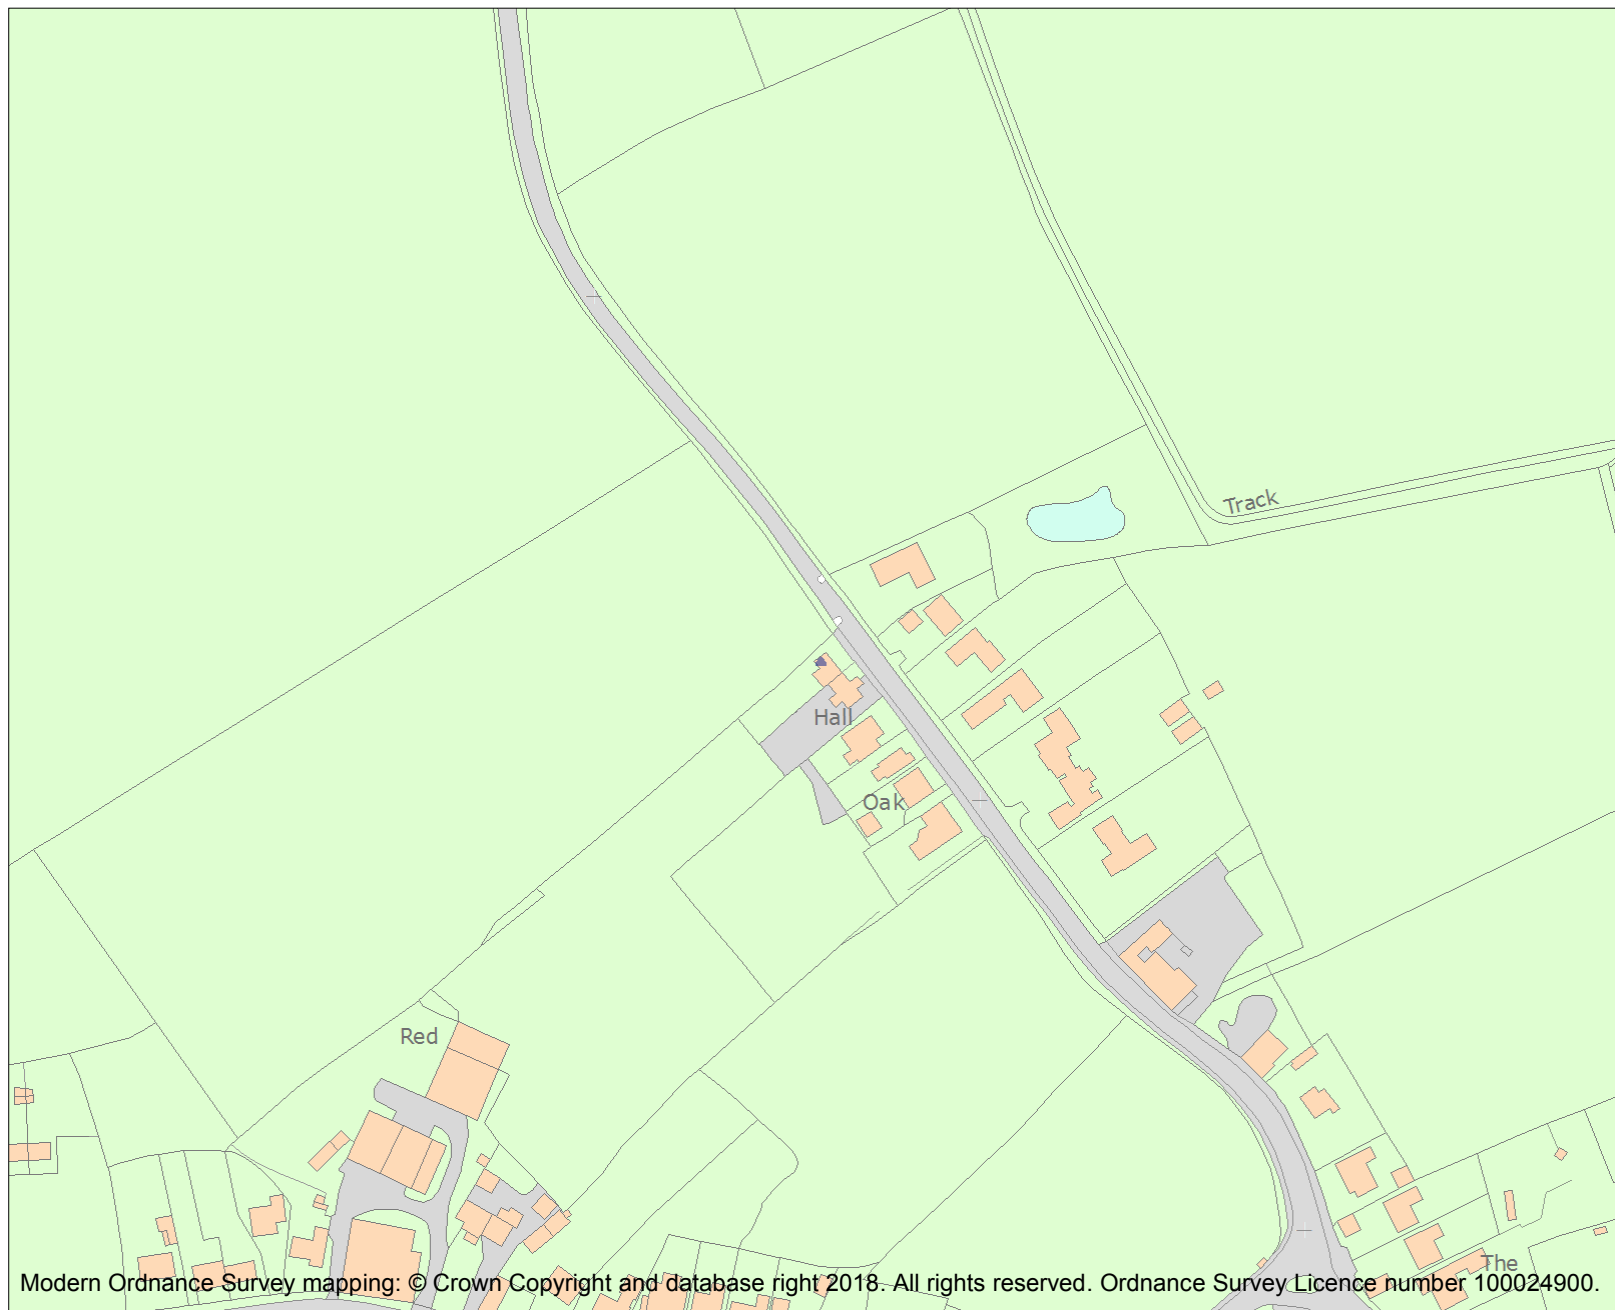 Track
Hall
Oak
Red
The
Modern Ordnance Survey mapping: © Crown Copyright and database right 2018. All rights reserved. Ordnance Survey Licence number 100024900.